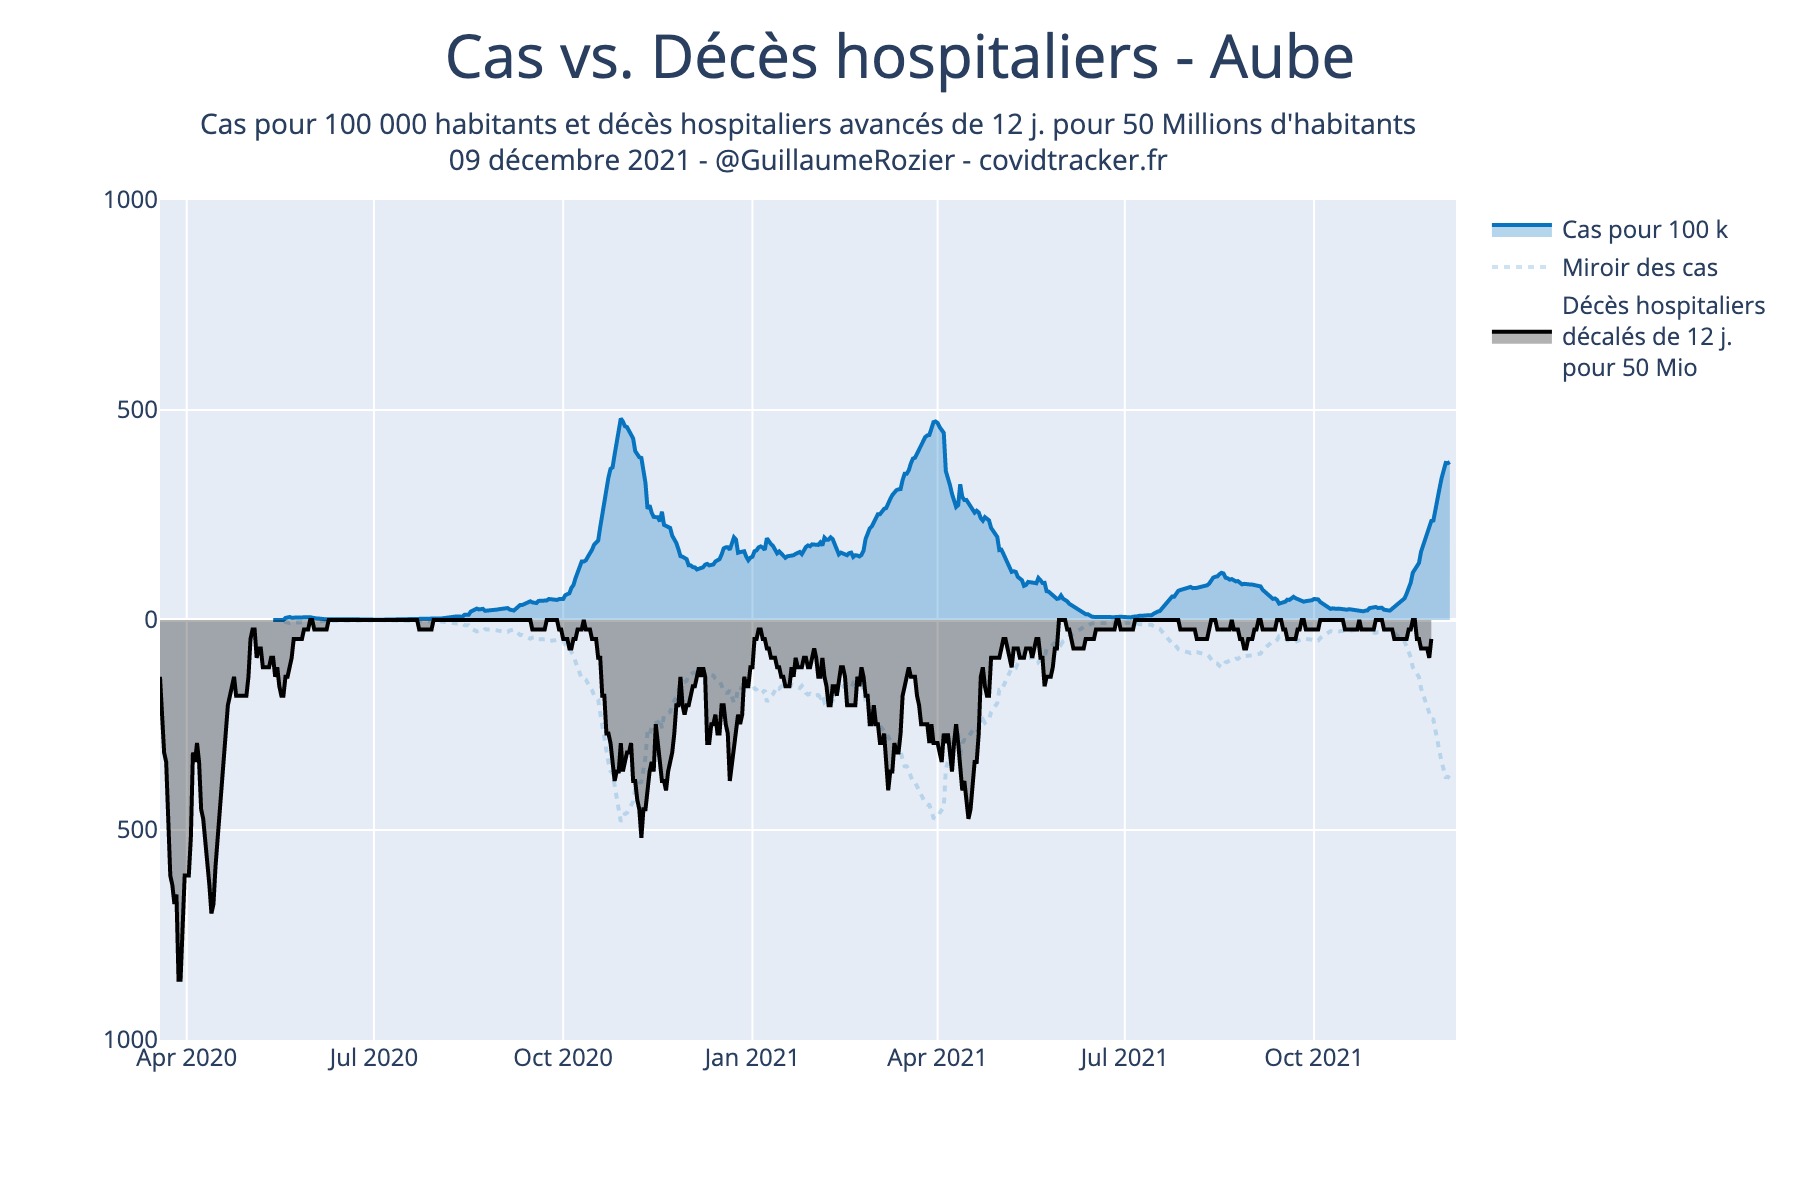 Cas vs. Décès hospitaliers - Aube
Cas pour 100 000 habitants et décès hospitaliers avancés de 12 j. pour 50 Millions d'habitants
09 décembre 2021 - @GuillaumeRozier - covidtracker.fr
1000
500
0
500
1000
Apr 2020
Jul 2020
Oct 2020
Jan 2021
Apr 2021
Jul 2021
Oct 2021
Cas pour 100 k
Miroir des cas
Décès hospitaliers
décalés de 12 j.
pour 50 Mio